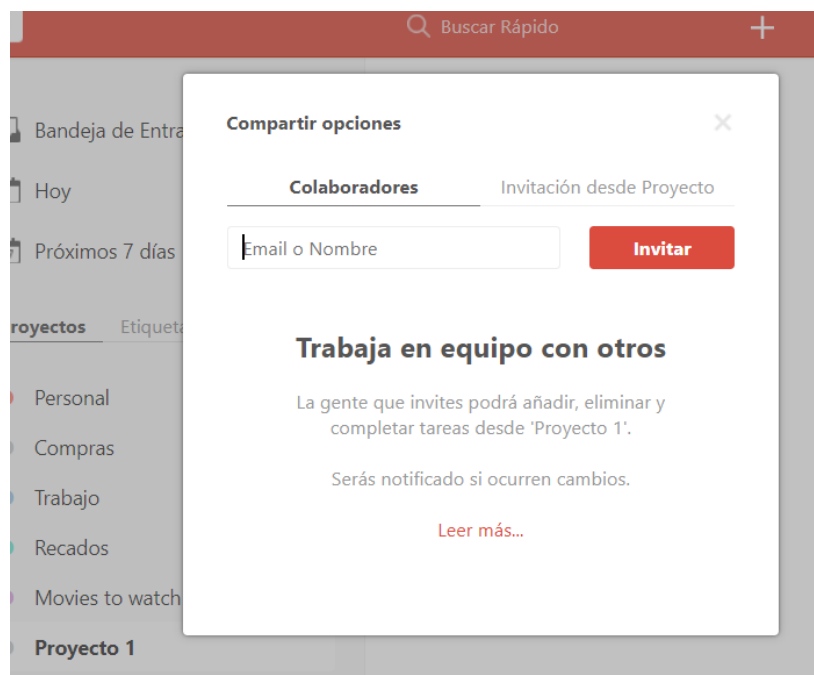 Buscar Rápido
Bandeja de Entra
Hoy
Próximos 7 días
royectos Etiqueta
Personal
Compras
Trabajo
Recados
Movies to watch
Proyecto 1
Compartir opciones
Colaboradores Invitación desde Proyecto
Email o Nombre Invitar
Trabaja en equipo con otros
La gente que invites podrá añadir, eliminar y
completar tareas desde 'Proyecto 1'.
Serás notificado si ocurren cambios.
Leer más...